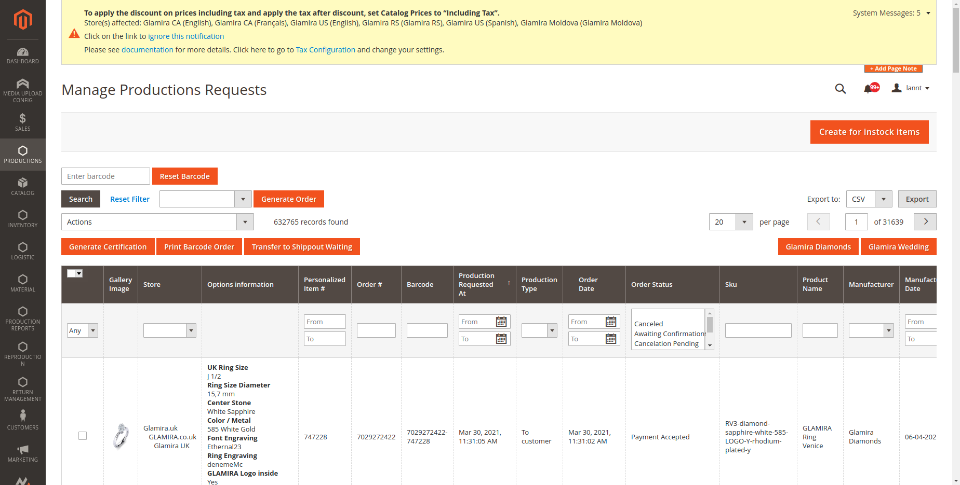 To apply the discount on prices including tax and apply the tax after discount, set Catalog Prices to "Including Tax".
Store(s) affected: Glamira CA (English), Glamira CA (Français), Glamira US (English), Glamira RS (Glamira RS), Glamira US (Spanish), Glamira Moldova (Glamira Moldova)
Click on the link to ignore this notification
Please see documentation for more details. Click here to go to Tax Configuration and change your settings.
System Messages: 5
+ Add Page Note
DASHBOARD
MEDIA UPLOAD
CONFIG
SALES
PRODUCTIONS
CATALOG
INVENTORY
LOGISTIC
MATERIAL
PRODUCTION
REPORTS
REPRODUCTIO
N
RETURN
MANAGEMENT
CUSTOMERS
MARKETING
Manage Productions Requests
99+
lannt
Create for instock items
Enter barcode
Reset Barcode
Search
Reset Filter
Generate Order
Export to:
CSV
Export
Actions
632765 records found
20
per page
1
of 31639
Generate Certification
Print Barcode Order
Transfer to Shippout Waiting
Glamira Diamonds
Glamira Wedding
Gallery
Image
Store
Options information
Personalized
Item #
Order #
Barcode
Production
Requested
At
Production
Type
Order
Date
Order Status
Sku
Product
Name
Manufacturer
Manufact
Date
Any
From
To
From
To
From
To
Canceled
Awaiting Confirmation
Cancelation Pending
From
To
Glamira.uk
GLAMIRA.co.uk
Glamira UK
UK Ring Size
J 1/2
Ring Size Diameter
15,7 mm
Center Stone
White Sapphire
Color / Metal
585 White Gold
Font Engraving
Ethernal23
Ring Engraving
denemeMc
GLAMIRA Logo inside
Yes
747228
7029272422
7029272422-
747228
Mar 30, 2021,
11:31:05 AM
To
customer
Mar 30, 2021,
11:31:02 AM
Payment Accepted
RV3-diamond-
sapphire-white-585-
LOGO-Y-rhodium-
plated-y
GLAMIRA
Ring
Venice
Glamira
Diamonds
06-04-202